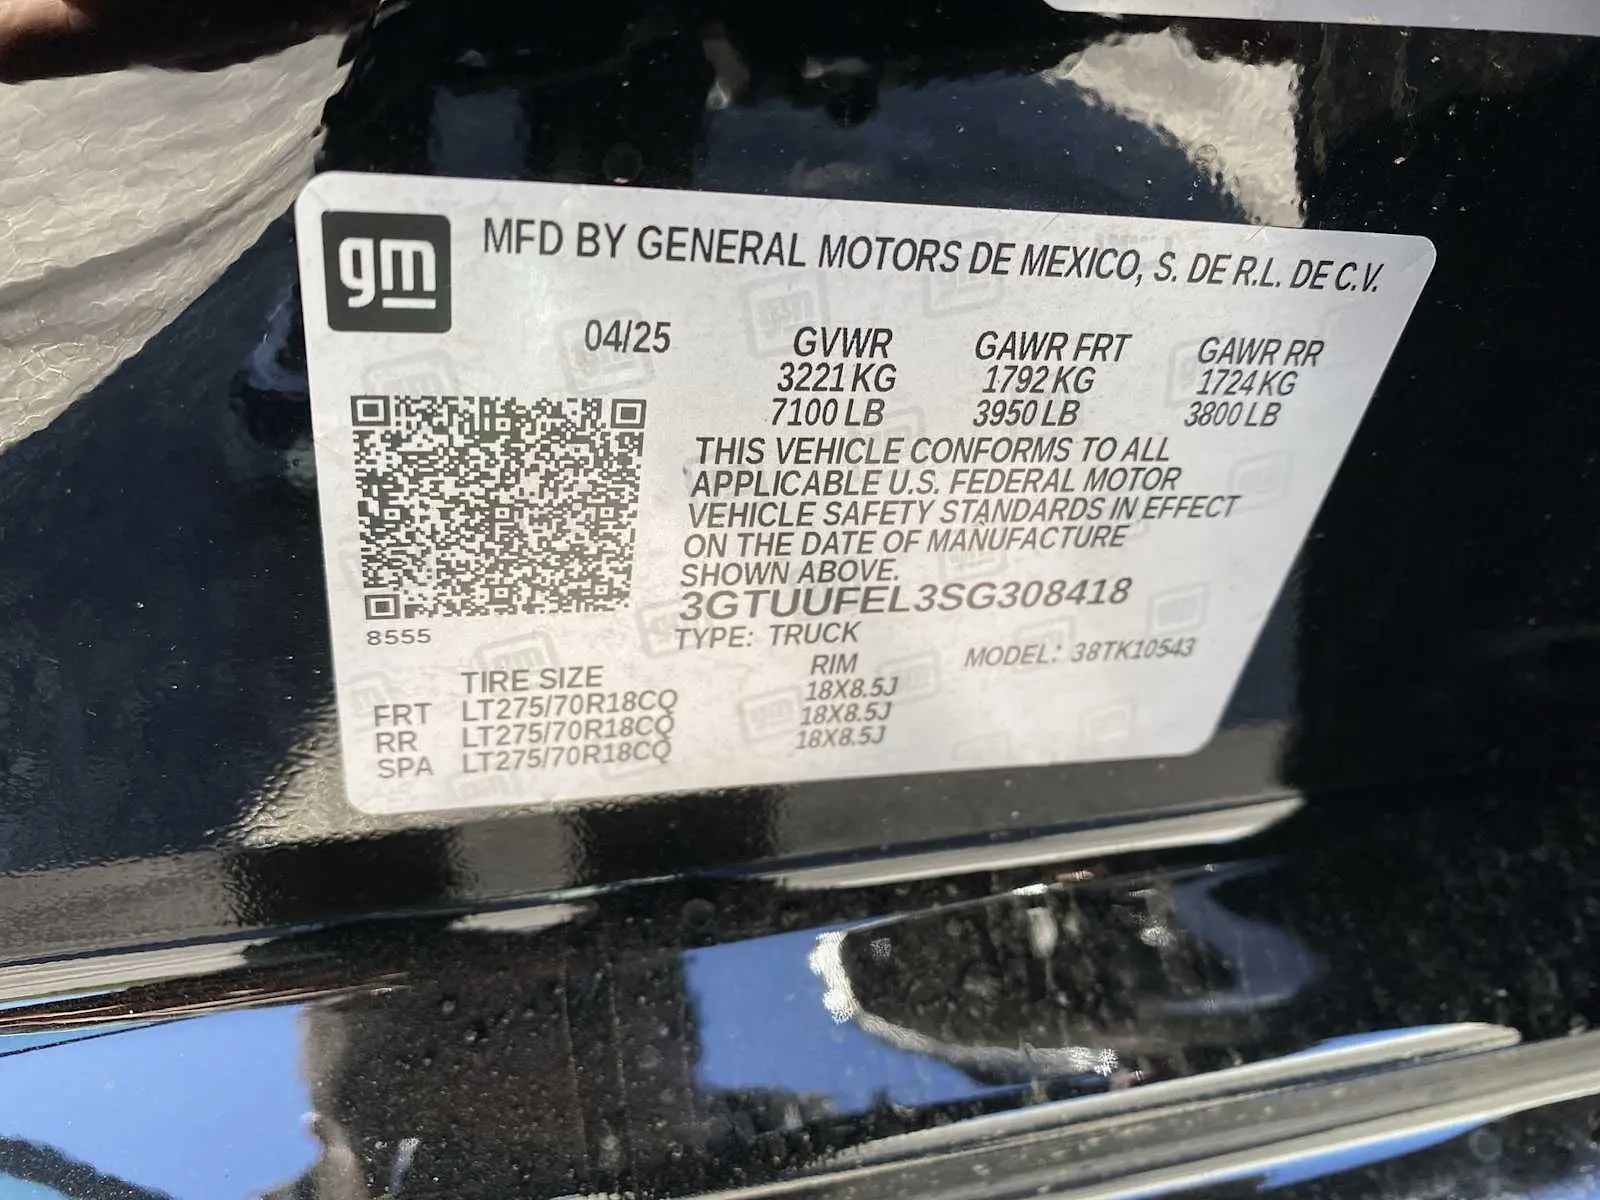 gm
MFD BY GENERAL MOTORS DE MEXICO, S. DE R.L. DE C.V.
04/25 GVWR GAWR FRT GAWR RR
3221 KG 1792 KG 1724 KG
7100 LB 3950 LB 3800 LB
THIS VEHICLE CONFORMS TO ALL
APPLICABLE U.S. FEDERAL MOTOR
VEHICLE SAFETY STANDARDS IN EFFECT
ON THE DATE OF MANUFACTURE
SHOWN ABOVE.
3GTUUFEL3SG308418
8555 TYPE: TRUCK MODEL: 38TK10543
TIRE SIZE RIM
FRT LT275/70R18CQ 18X8.5J
RR LT275/70R18CQ 18X8.5J
SPA LT275/70R18CQ 18X8.5J